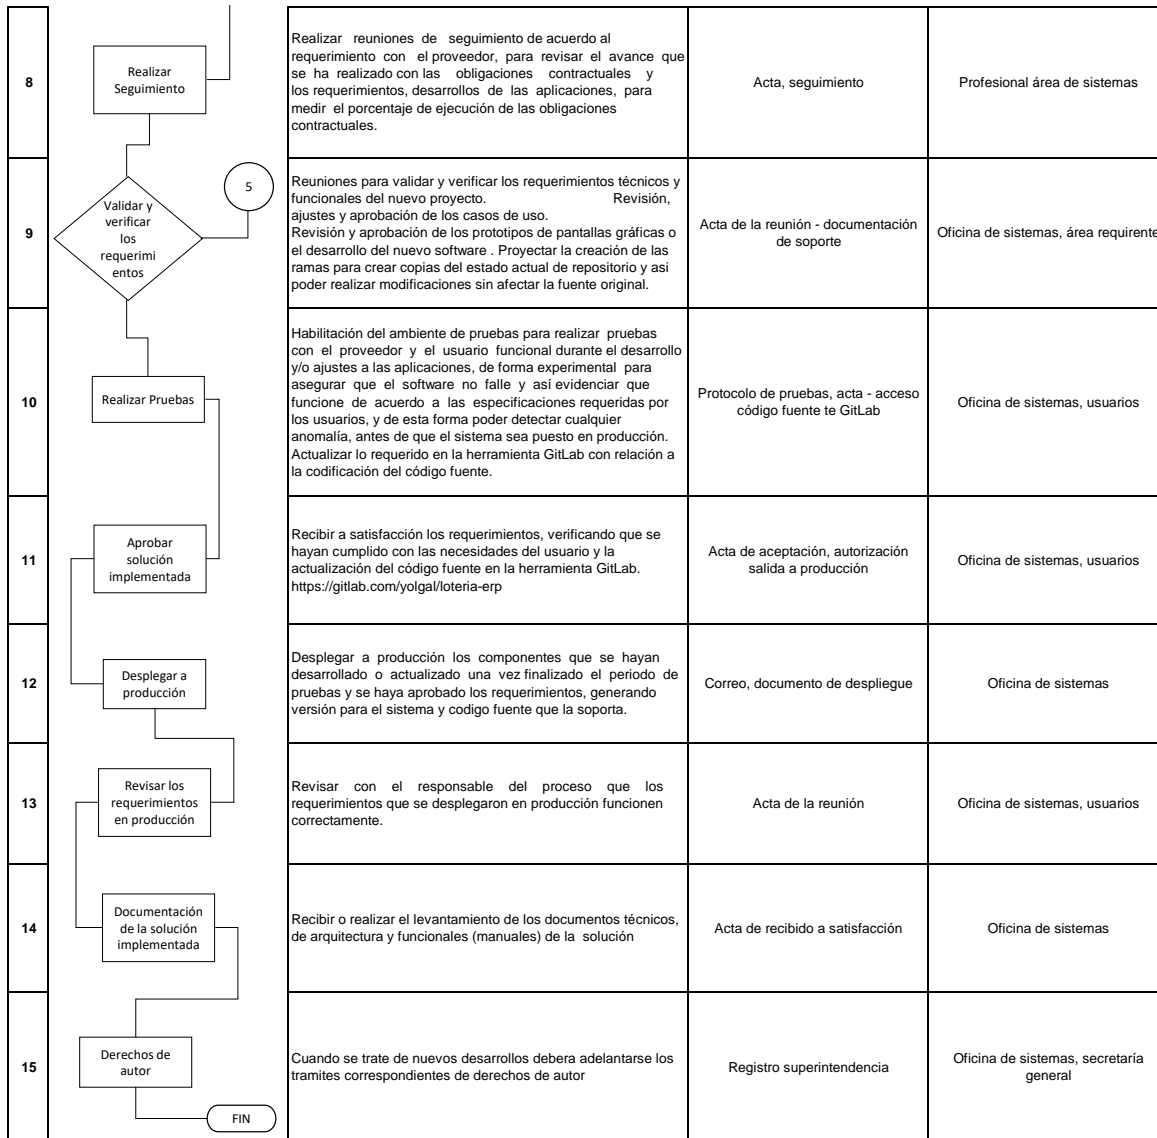 8
Realizar
Seguimiento
Realizar reuniones de seguimiento de acuerdo al
requerimiento con el proveedor, para revisar el avance que
se ha realizado con las obligaciones contractuales y
los requerimientos, desarrollos de las aplicaciones, para
medir el porcentaje de ejecución de las obligaciones
contractuales.
Acta, seguimiento
Profesional área de sistemas
9
Validar y
verificar
los
requerimi
entos
5
Reuniones para validar y verificar los requerimientos técnicos y
funcionales del nuevo proyecto. Revisión,
ajustes y aprobación de los casos de uso.
Revisión y aprobación de los prototipos de pantallas gráficas o
el desarrollo del nuevo software . Proyectar la creación de las
ramas para crear copias del estado actual de repositorio y asi
poder realizar modificaciones sin afectar la fuente original.
Acta de la reunión - documentación
de soporte
Oficina de sistemas, área requirente
10
Realizar Pruebas
Habilitación del ambiente de pruebas para realizar pruebas
con el proveedor y el usuario funcional durante el desarrollo
y/o ajustes a las aplicaciones, de forma experimental para
asegurar que el software no falle y así evidenciar que
funcione de acuerdo a las especificaciones requeridas por
los usuarios, y de esta forma poder detectar cualquier
anomalía, antes de que el sistema sea puesto en producción.
Actualizar lo requerido en la herramienta GitLab con relación a
la codificación del código fuente.
Protocolo de pruebas, acta - acceso
código fuente te GitLab
Oficina de sistemas, usuarios
11
Aprobar
solución
implementada
Recibir a satisfacción los requerimientos, verificando que se
hayan cumplido con las necesidades del usuario y la
actualización del código fuente en la herramienta GitLab.
https://gitlab.com/yolgal/loteria-erp
Acta de aceptación, autorización
salida a producción
Oficina de sistemas, usuarios
12
Desplegar a
producción
Desplegar a producción los componentes que se hayan
desarrollado o actualizado una vez finalizado el periodo de
pruebas y se haya aprobado los requerimientos, generando
versión para el sistema y codigo fuente que la soporta.
Correo, documento de despliegue
Oficina de sistemas
13
Revisar los
requerimientos
en producción
Revisar con el responsable del proceso que los
requerimientos que se desplegaron en producción funcionen
correctamente.
Acta de la reunión
Oficina de sistemas, usuarios
14
Documentación
de la solución
implementada
Recibir o realizar el levantamiento de los documentos técnicos,
de arquitectura y funcionales (manuales) de la solución
Acta de recibido a satisfacción
Oficina de sistemas
15
Derechos de
autor
FIN
Cuando se trate de nuevos desarrollos debera adelantarse los
tramites correspondientes de derechos de autor
Registro superintendencia
Oficina de sistemas, secretaría
general